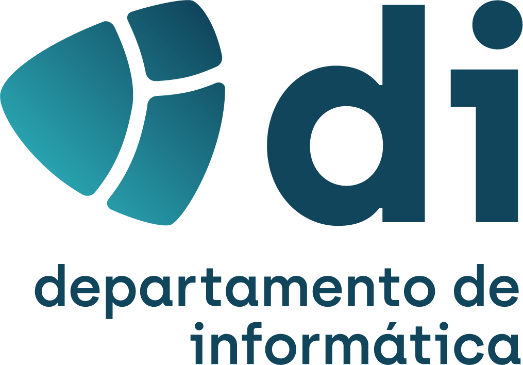 di
departamento de
informática